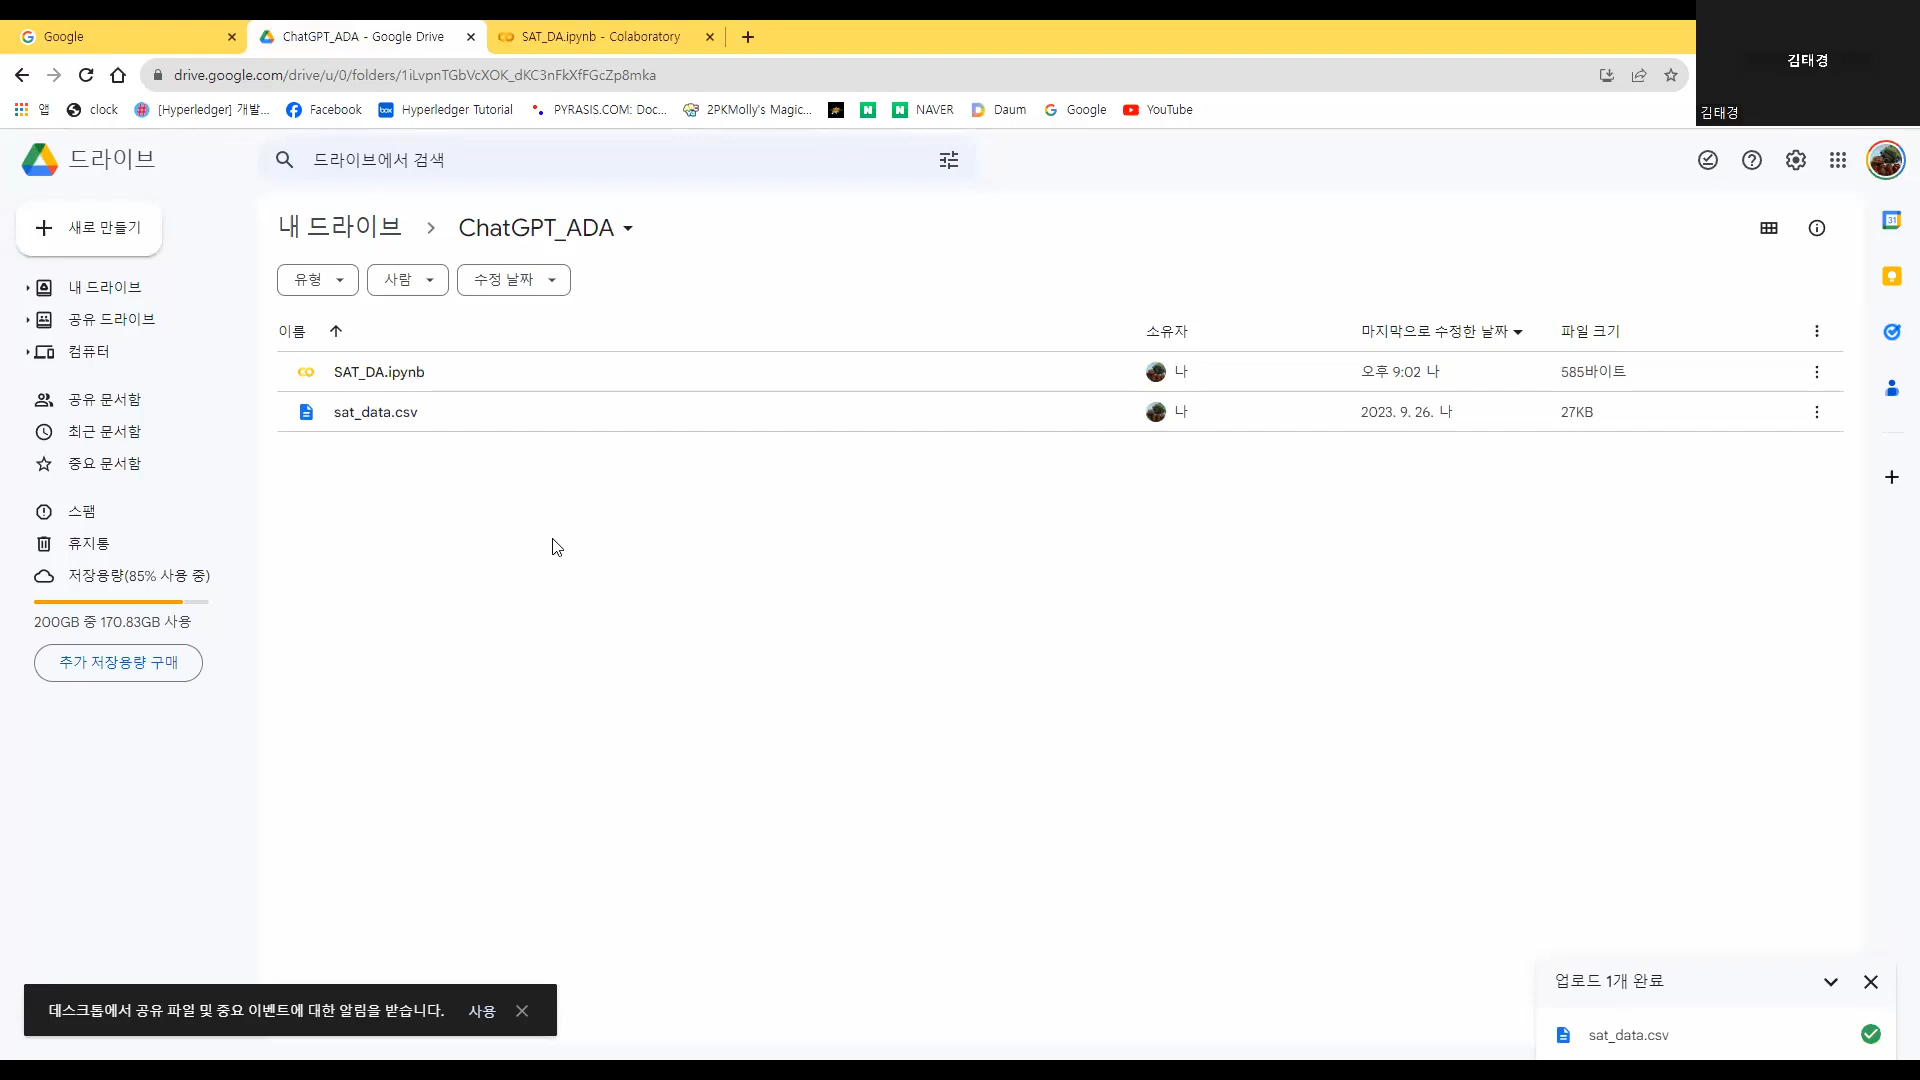 Google
ChatGPT_ADA - Google Drive
SAT_DA.ipynb - Colaboratory
김태경
김태경
drive.google.com/drive/u/0/folders/1iLvpnTGbVcXOK_dKC3nFkXfFGcZp8mka
앱
clock
[Hyperledger] 개발...
Facebook
Hyperledger Tutorial
PYRASIS.COM: Doc...
2PKMolly's Magic...
NAVER
Daum
Google
YouTube
드라이브
드라이브에서 검색
새로 만들기
내 드라이브
공유 드라이브
컴퓨터
공유 문서함
최근 문서함
중요 문서함
스팸
휴지통
저장용량(85% 사용 중)
200GB 중 170.83GB 사용
추가 저장용량 구매
내 드라이브 > ChatGPT_ADA
유형
사람
수정 날짜
이름 소유자 마지막으로 수정한 날짜 파일 크기
SAT_DA.ipynb 나 오후 9:02 나 585바이트
sat_data.csv 나 2023. 9. 26. 나 27KB
31
데스크톱에서 공유 파일 및 중요 이벤트에 대한 알림을 받습니다. 사용
업로드 1개 완료
sat_data.csv